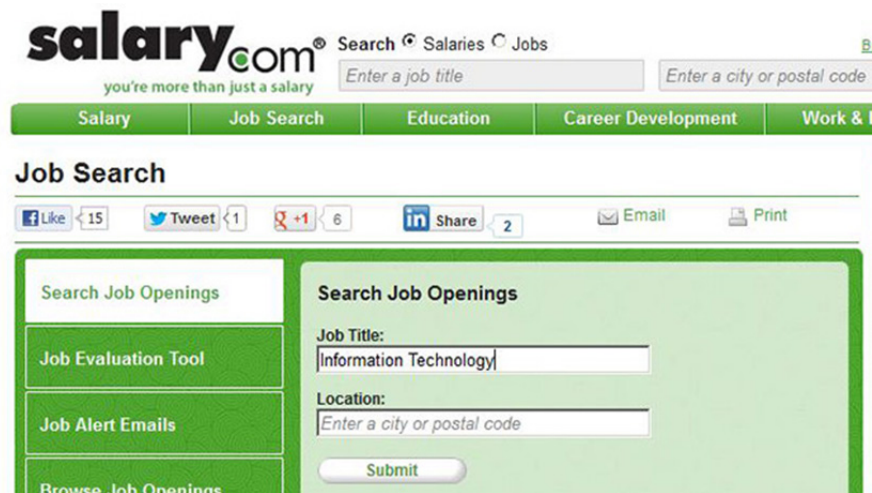 salary.com®
you're more than just a salary
Search Salaries Jobs
Enter a job title
Enter a city or postal code
Salary
Job Search
Education
Career Development
Work &
Job Search
Like 15
Tweet 1
g +1 6
in Share 2
Email
Print
Search Job Openings
Job Evaluation Tool
Job Alert Emails
Browse Job Openings
Search Job Openings
Job Title:
Information Technology
Location:
Enter a city or postal code
Submit